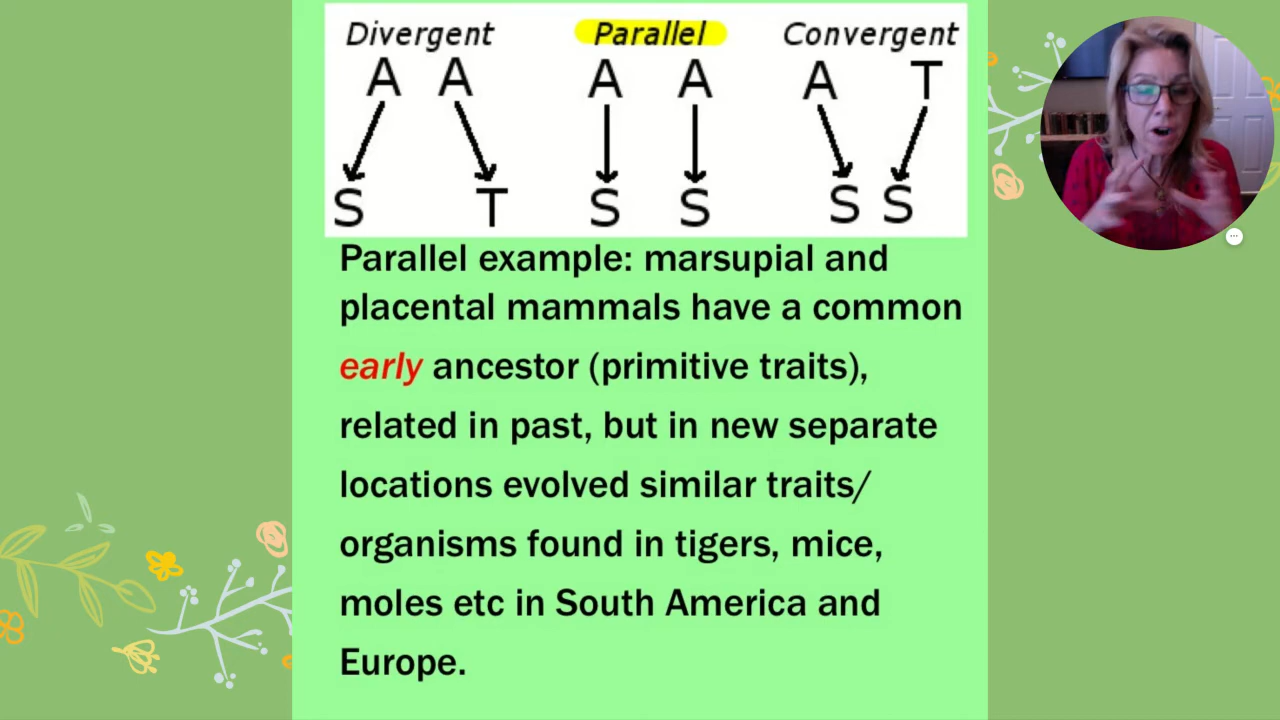 Divergent Parallel Convergent
A A A A A T
S T S S S S
Parallel example: marsupial and
placental mammals have a common
early ancestor (primitive traits),
related in past, but in new separate
locations evolved similar traits/
organisms found in tigers, mice,
moles etc in South America and
Europe.